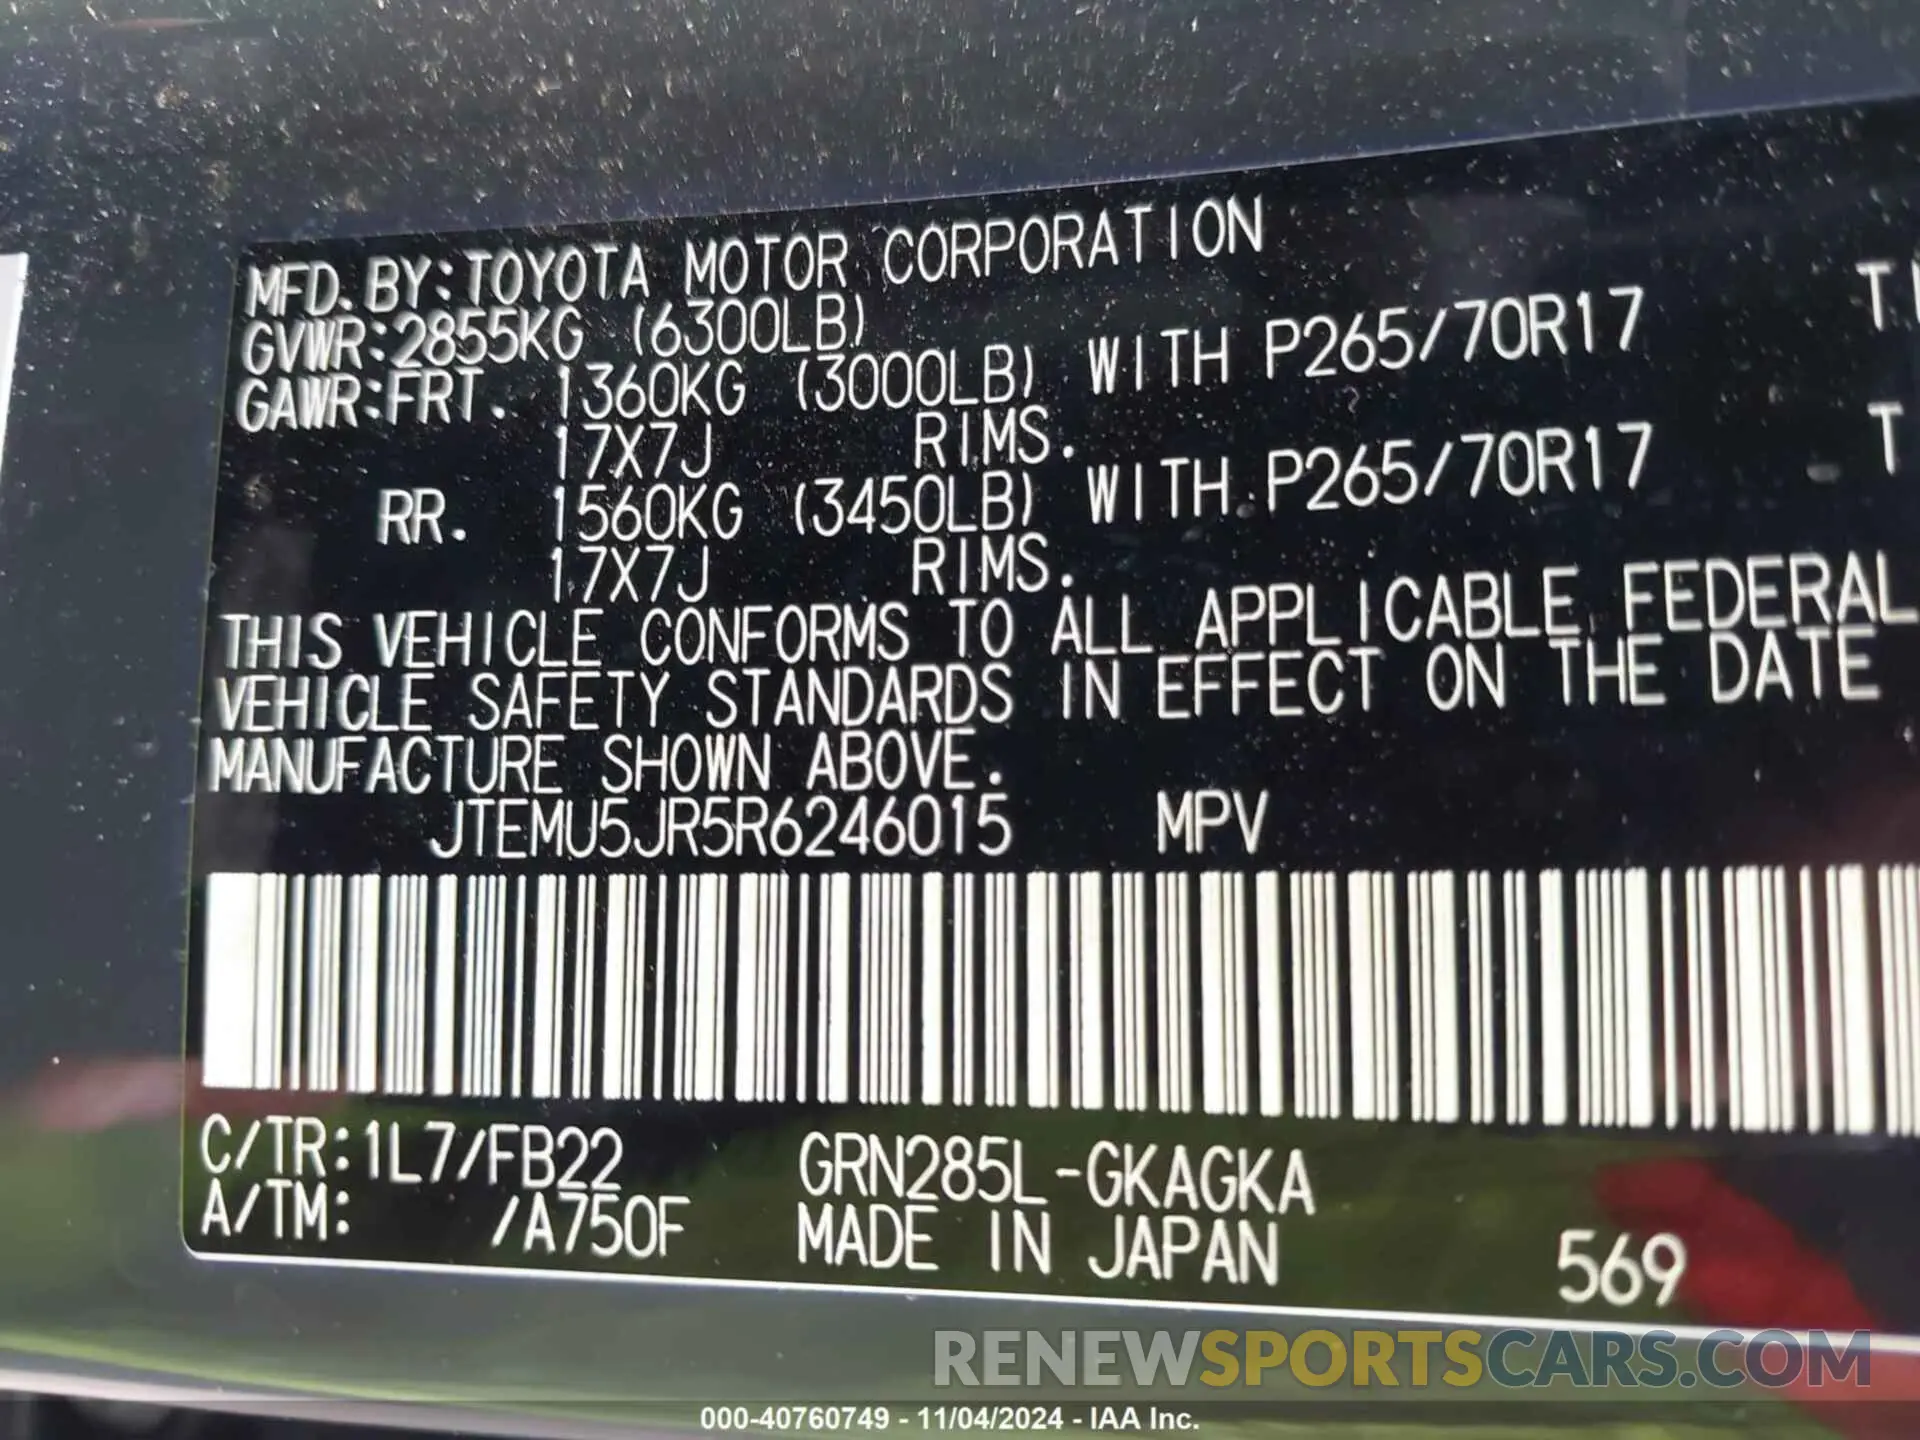 MFD. BY: TOYOTA MOTOR CORPORATION
GVWR: 2855KG (6300LB)
GAWR: FRT. 1360KG (3000LB) WITH P265/70R17
17X7J RIMS.
RR. 1560KG (3450LB) WITH P265/70R17
17X7J RIMS.
THIS VEHICLE CONFORMS TO ALL APPLICABLE FEDERAL
VEHICLE SAFETY STANDARDS IN EFFECT ON THE DATE
MANUFACTURE SHOWN ABOVE.
JTEMU5JR5R6246015 MPV
C/TR: 1L7/FB22 GRN285L-GKAGKA
A/TM: /A750F MADE IN JAPAN 569
RENEWSPORTSCARS.COM
000-40760749 - 11/04/2024 - IAA Inc.